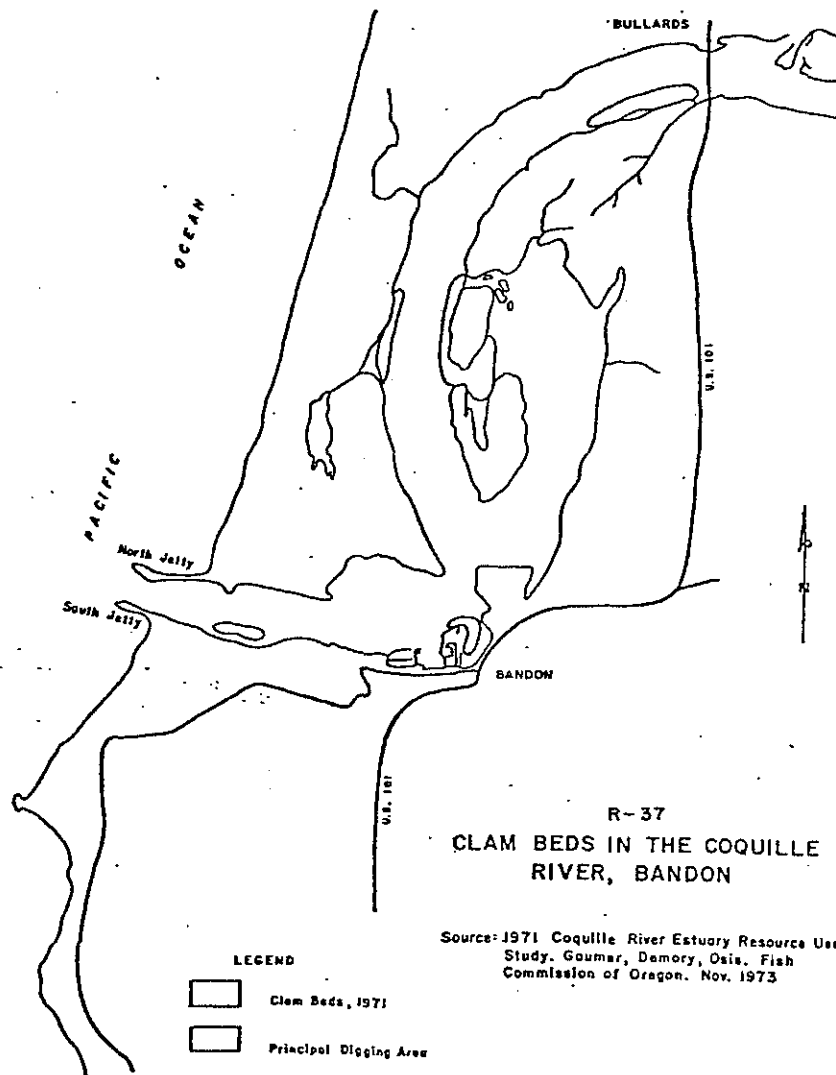 BULLARDS
OCEAN
PACIFIC
U.S. 101
North Jetty
South Jetty
N
BANDON
U.S. 101
R-37
CLAM BEDS IN THE COQUILLE
RIVER, BANDON
Source: 1971 Coquille River Estuary Resource Use
Study. Gaumer, Demory, Osis. Fish
Commission of Oregon. Nov. 1973
LEGEND
Clam Beds, 1971
Principal Digging Area